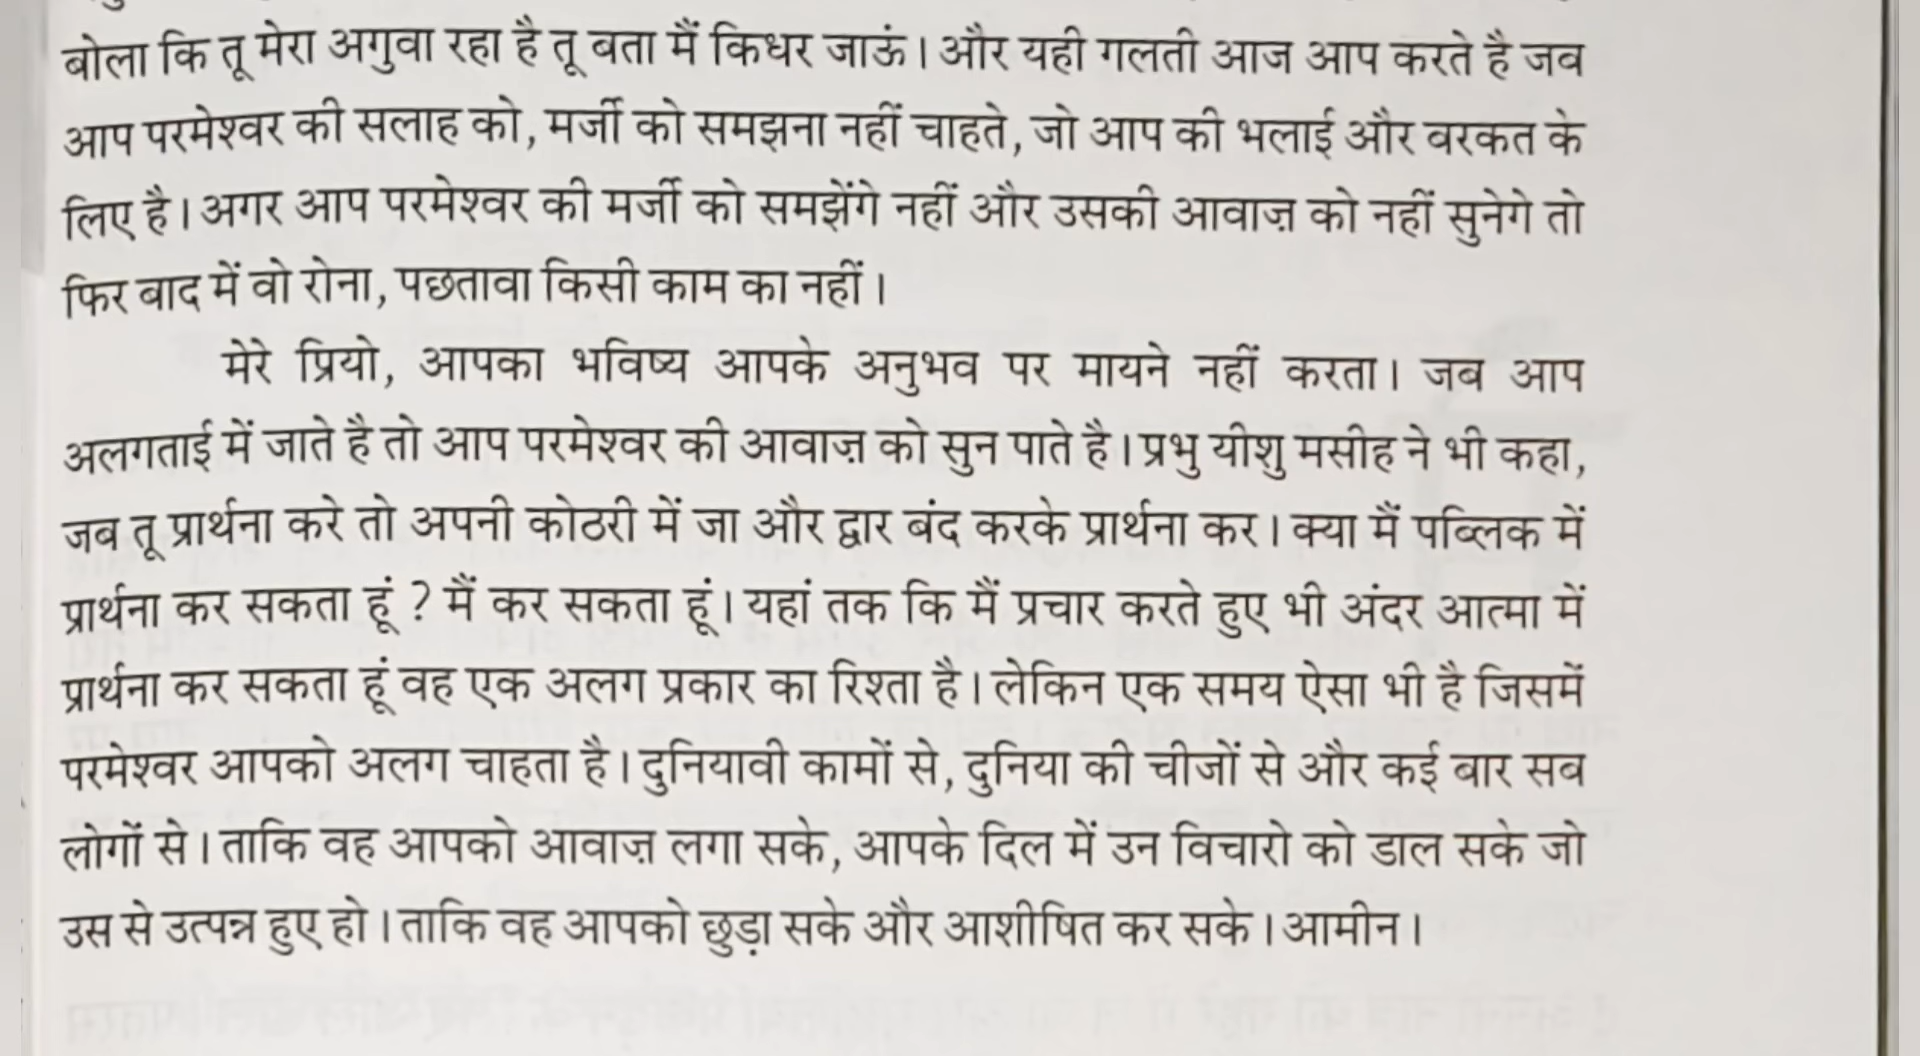 बोला कि तू मेरा अगुवा रहा है तू बता मैं किधर जाऊं। और यही गलती आज आप करते है जब
आप परमेश्वर की सलाह को, मर्जी को समझना नहीं चाहते, जो आप की भलाई और बरकत के
लिए है। अगर आप परमेश्वर की मर्जी को समझेंगे नहीं और उसकी आवाज़ को नहीं सुनेगे तो
फिर बाद में वो रोना, पछतावा किसी काम का नहीं।
मेरे प्रियो, आपका भविष्य आपके अनुभव पर मायने नहीं करता। जब आप
अलगताई में जाते है तो आप परमेश्वर की आवाज़ को सुन पाते है। प्रभु यीशु मसीह ने भी कहा,
जब तू प्रार्थना करे तो अपनी कोठरी में जा और द्वार बंद करके प्रार्थना कर। क्या मैं पब्लिक में
प्रार्थना कर सकता हूं ? मैं कर सकता हूं। यहां तक कि मैं प्रचार करते हुए भी अंदर आत्मा में
प्रार्थना कर सकता हूं वह एक अलग प्रकार का रिश्ता है। लेकिन एक समय ऐसा भी है जिसमें
परमेश्वर आपको अलग चाहता है। दुनियावी कामों से, दुनिया की चीजों से और कई बार सब
लोगों से। ताकि वह आपको आवाज़ लगा सके, आपके दिल में उन विचारो को डाल सके जो
उस से उत्पन्न हुए हो। ताकि वह आपको छुड़ा सके और आशीषित कर सके। आमीन।